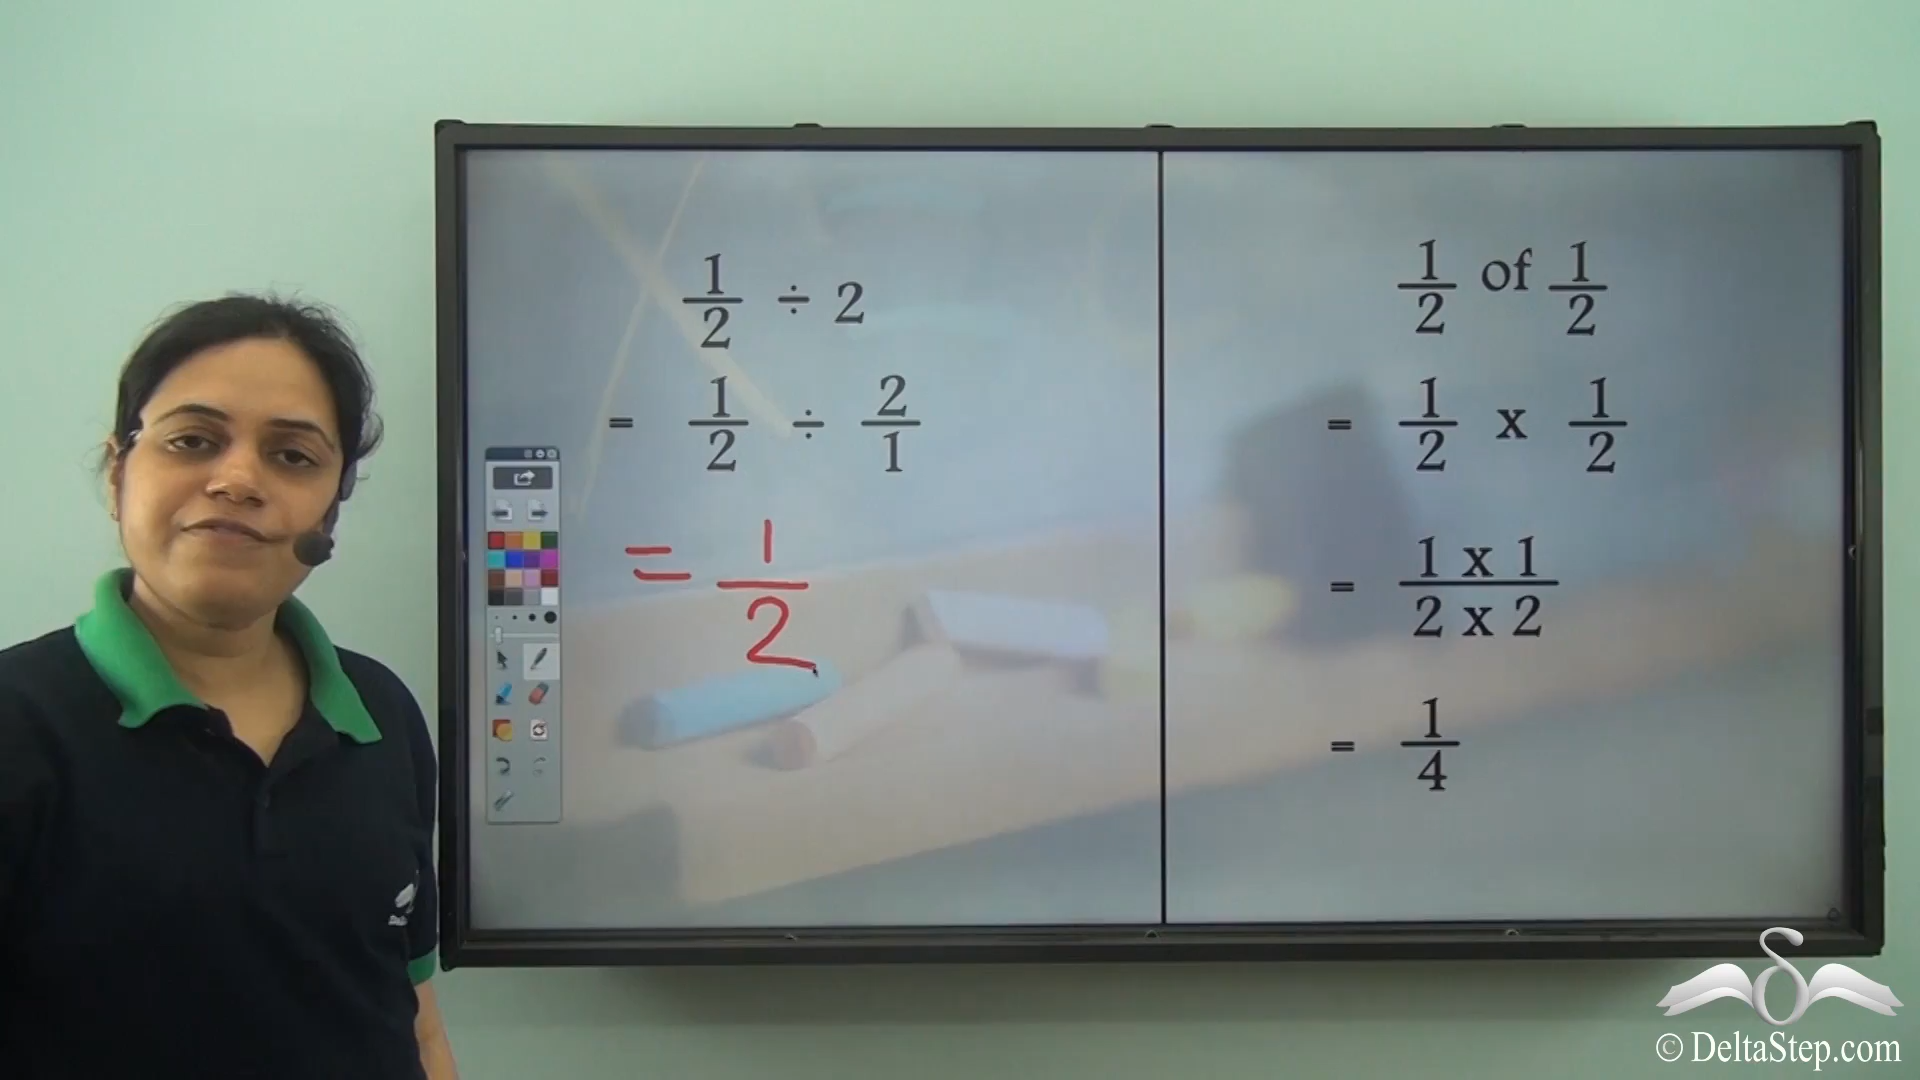 1/2 ÷ 2
= 1/2 ÷ 2/1
= 1/2
1/2 of 1/2
= 1/2 x 1/2
= 1 x 1 / 2 x 2
= 1/4
© DeltaStep.com